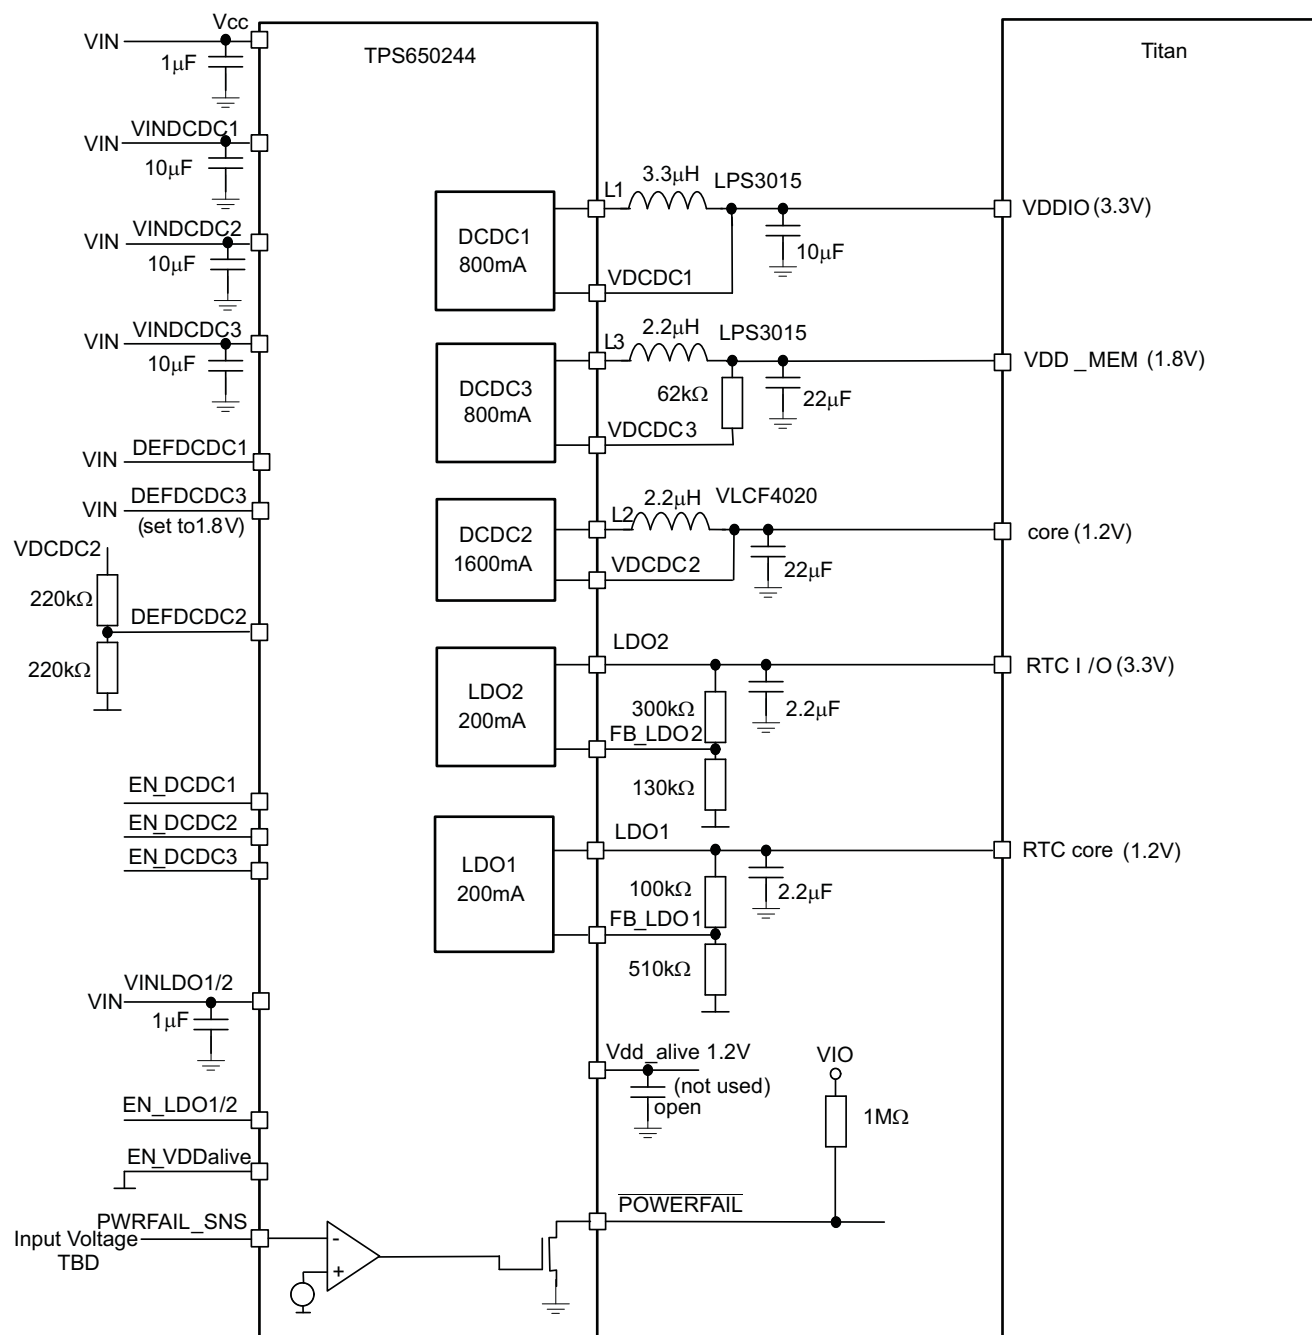 Vcc
VIN
1μF
TPS650244
Titan
VINDCDC1
VIN
10μF
3.3μH
LPS3015
L1
VDDIO (3.3V)
DCDC1
800mA
10μF
VDCDC1
VINDCDC2
VIN
10μF
VINDCDC3
VIN
10μF
2.2μH
LPS3015
L3
VDD_MEM (1.8V)
DCDC3
800mA
62kΩ
22μF
VDCDC3
DEFDCDC1
VIN
DEFDCDC3
VIN
(set to1.8V)
2.2μH
VLCF4020
L2
core (1.2V)
DCDC2
1600mA
VDCDC2
22μF
VDCDC2
220kΩ
DEFDCDC2
220kΩ
LDO2
RTC I/O (3.3V)
LDO2
200mA
300kΩ
2.2μF
FB_LDO2
130kΩ
EN_DCDC1
EN_DCDC2
EN_DCDC3
LDO1
RTC core (1.2V)
LDO1
200mA
100kΩ
2.2μF
FB_LDO1
510kΩ
VINLDO1/2
VIN
1μF
Vdd_alive 1.2V
(not used)
open
VIO
1MΩ
EN_LDO1/2
EN_VDDalive
POWERFAIL
PWRFAIL_SNS
Input Voltage
TBD
-
+